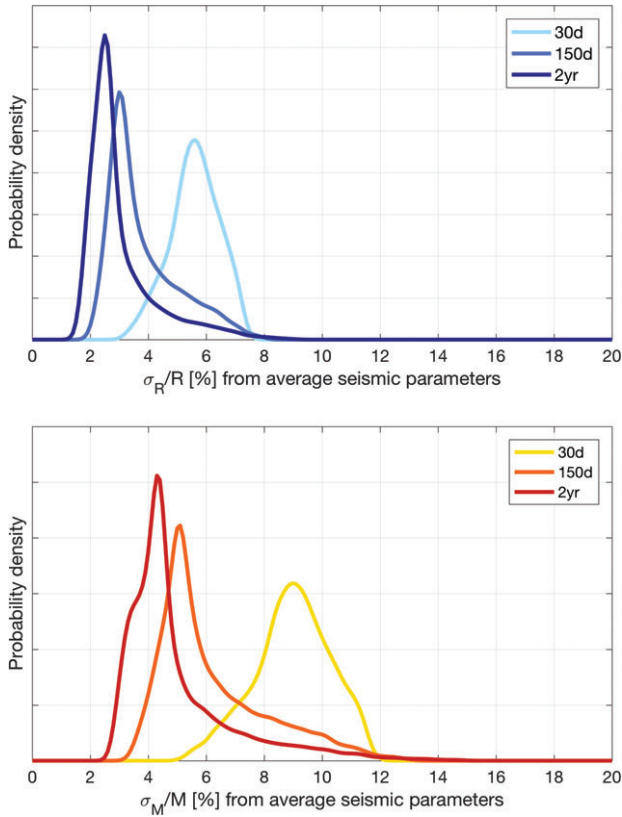 30d
150d
2yr
Probability density
0 2 4 6 8 10 12 14 16 18 20
σ_R/R [%] from average seismic parameters
30d
150d
2yr
Probability density
0 2 4 6 8 10 12 14 16 18 20
σ_M/M [%] from average seismic parameters